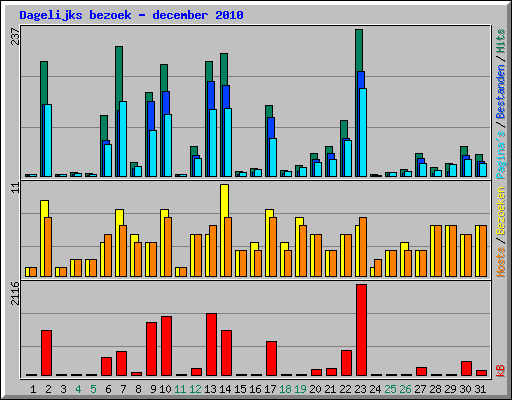 Dagelijks bezoek - december 2010
237
11
2116
Pagina's / Bestanden / Hits
Hosts / Bezoeken
kB
1 2 3 4 5 6 7 8 9 10 11 12 13 14 15 16 17 18 19 20 21 22 23 24 25 26 27 28 29 30 31